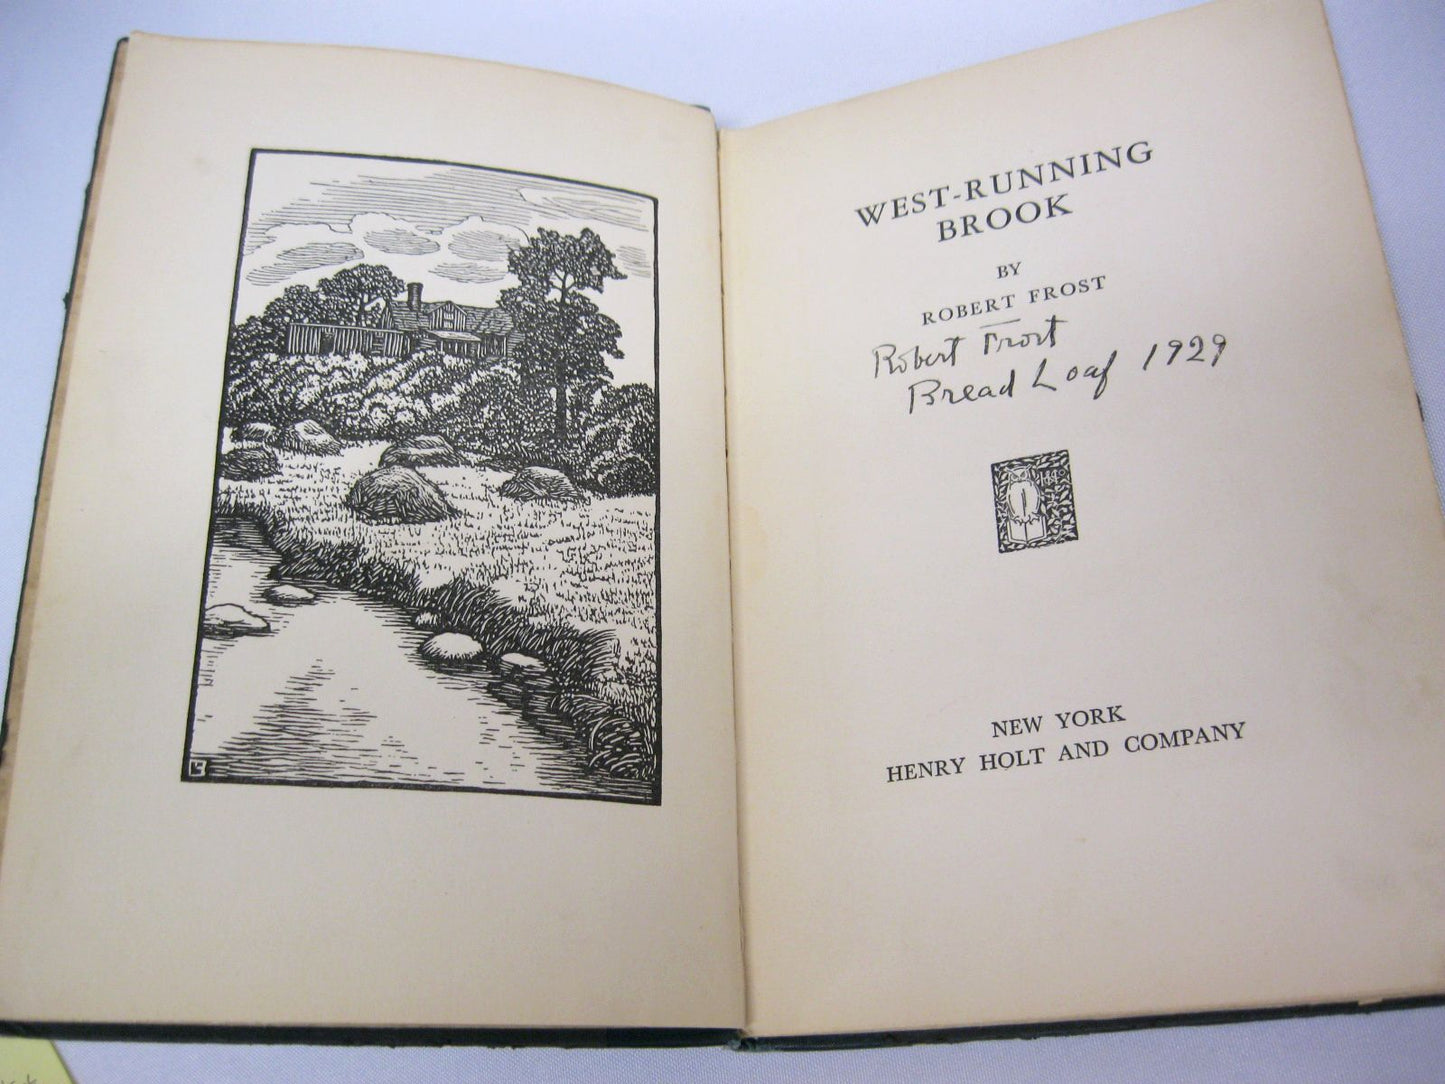 WEST-RUNNING
BROOK
BY
ROBERT FROST
Robert Frost
Bread Loaf 1929
NEW YORK
HENRY HOLT AND COMPANY